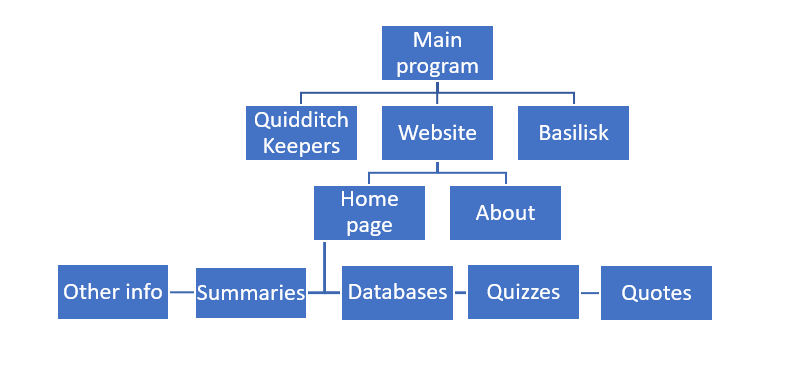 Main
program
Quidditch
Keepers
Website
Basilisk
Home
page
About
Other info
Summaries
Databases
Quizzes
Quotes